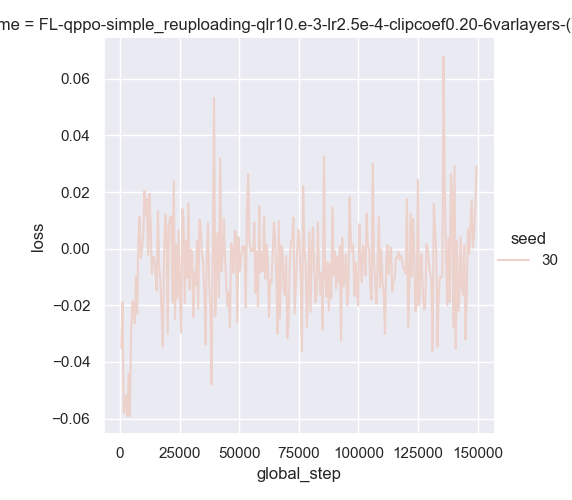 me = FL-qppo-simple_reuploading-qlr10.e-3-lr2.5e-4-clipcoef0.20-6varlayers-(
0.06
0.04
0.02
0.00
−0.02
−0.04
−0.06
loss
seed
30
0 25000 50000 75000 100000 125000 150000
global_step